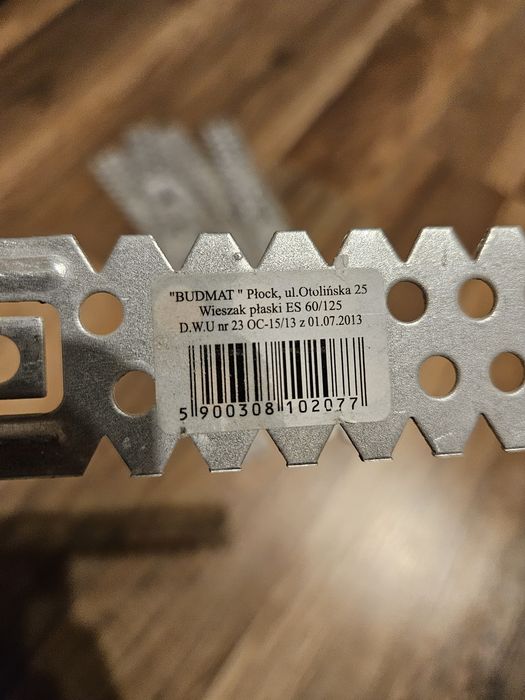 "BUDMAT " Płock, ul.Otolińska 25
Wieszak płaski ES 60/125
D.W.U nr 23 OC-15/13 z 01.07.2013
5 900308 102077